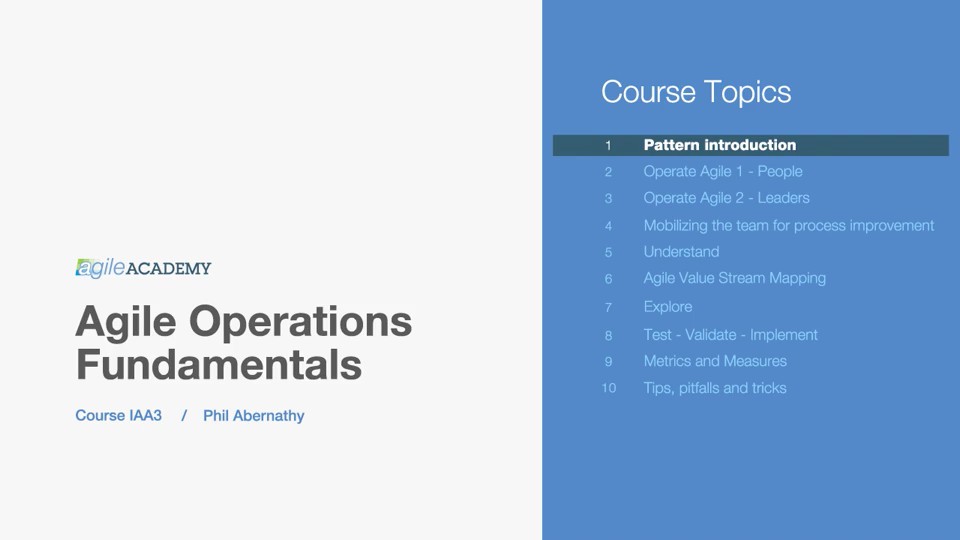 agile ACADEMY
Agile Operations
Fundamentals
Course IAA3 / Phil Abernathy
Course Topics
1 Pattern introduction
2 Operate Agile 1 - People
3 Operate Agile 2 - Leaders
4 Mobilizing the team for process improvement
5 Understand
6 Agile Value Stream Mapping
7 Explore
8 Test - Validate - Implement
9 Metrics and Measures
10 Tips, pitfalls and tricks